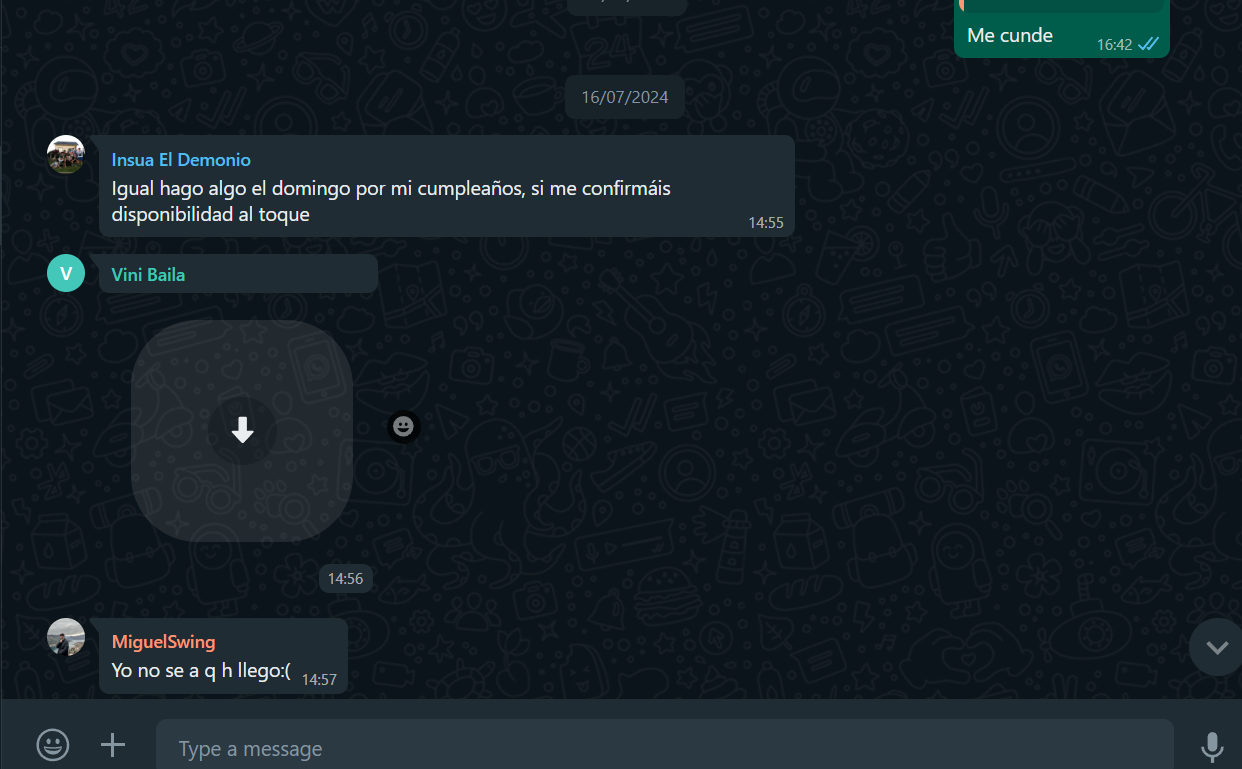 Me cunde
16:42
16/07/2024
Insua El Demonio
Igual hago algo el domingo por mi cumpleaños, si me confirmáis
disponibilidad al toque
14:55
V
Vini Baila
14:56
MiguelSwing
Yo no se a q h llego:(
14:57
Type a message